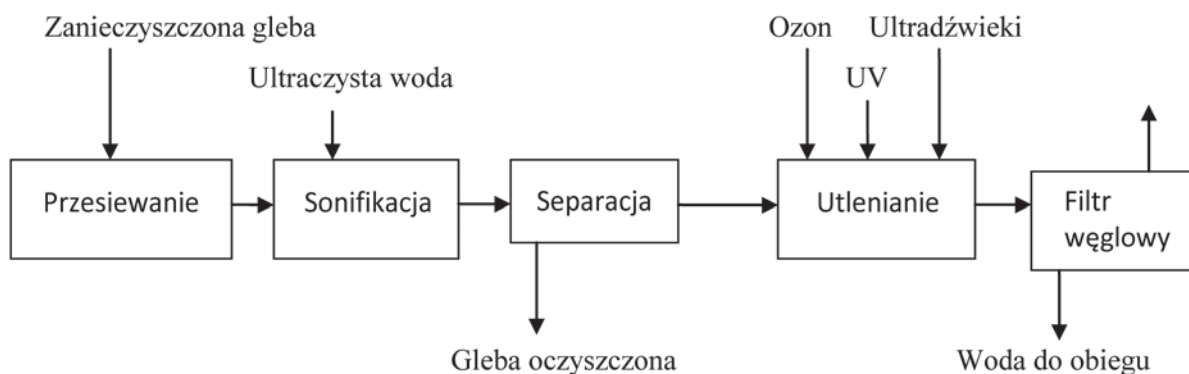 Zanieczyszczona gleba
Ultraczysta woda
Ozon
Ultradźwieki
UV
Przesiewanie
Sonifikacja
Separacja
Utlenianie
Filtr
węglowy
Gleba oczyszczona
Woda do obiegu